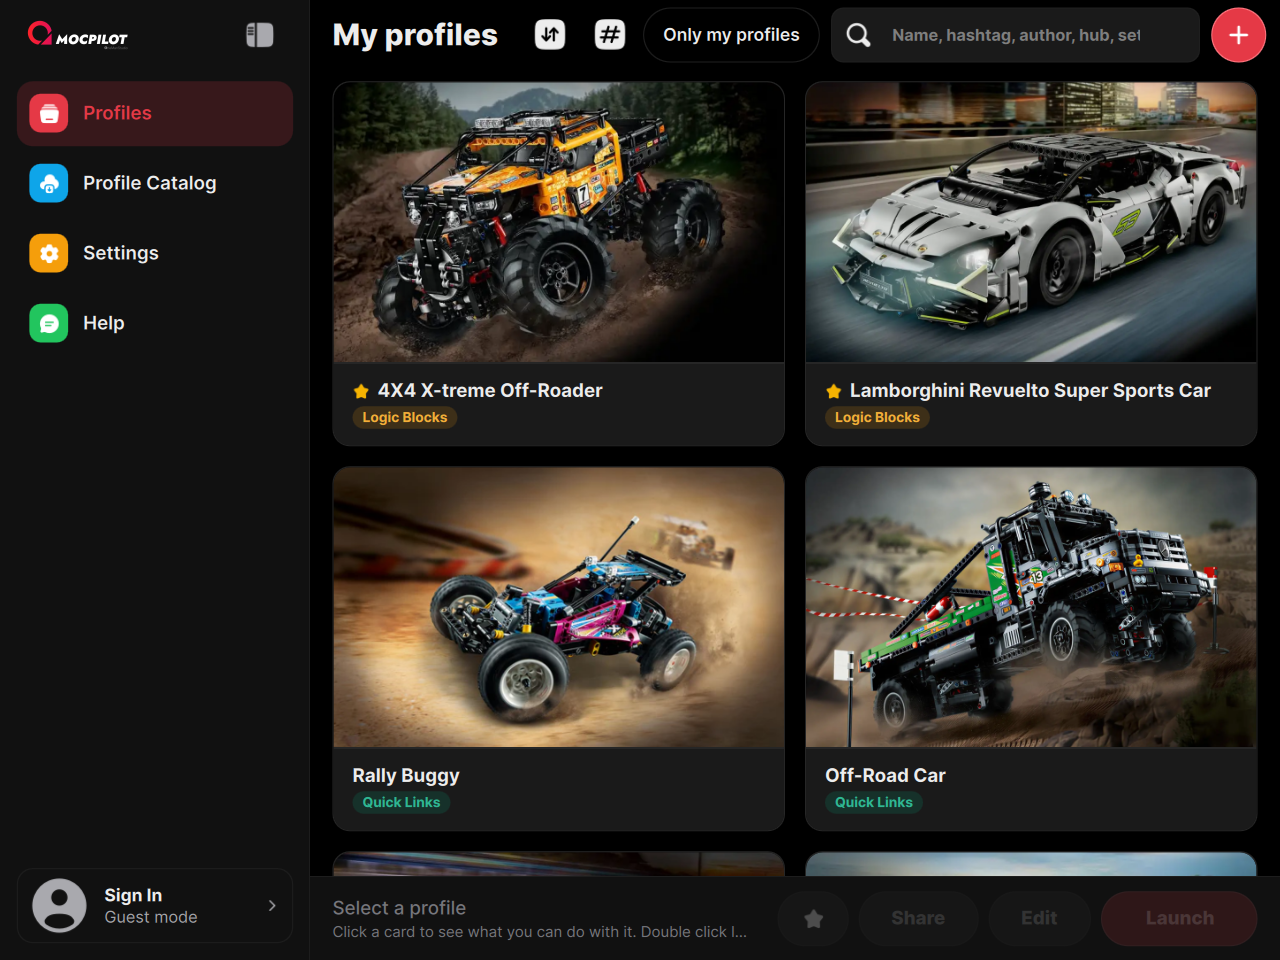 MOCPILOT
My profiles
Only my profiles
Name, hashtag, author, hub, set
Profiles
Profile Catalog
Settings
Help
7
4X4 X-treme Off-Roader
Logic Blocks
63
Lamborghini Revuelto Super Sports Car
Logic Blocks
Rally Buggy
Quick Links
13
Off-Road Car
Quick Links
Sign In
Guest mode
Select a profile
Click a card to see what you can do with it. Double click l...
Share
Edit
Launch